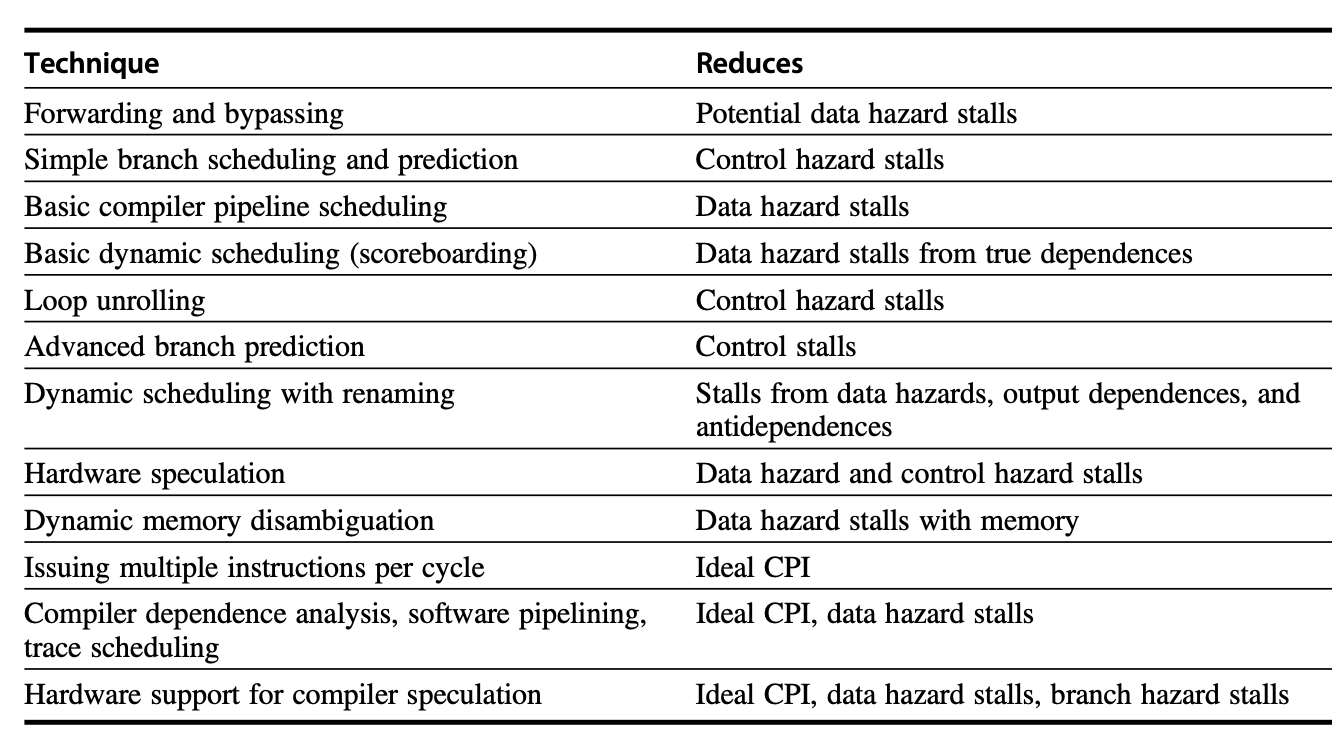 Technique Reduces
Forwarding and bypassing Potential data hazard stalls
Simple branch scheduling and prediction Control hazard stalls
Basic compiler pipeline scheduling Data hazard stalls
Basic dynamic scheduling (scoreboarding) Data hazard stalls from true dependences
Loop unrolling Control hazard stalls
Advanced branch prediction Control stalls
Dynamic scheduling with renaming Stalls from data hazards, output dependences, and
antidependences
Hardware speculation Data hazard and control hazard stalls
Dynamic memory disambiguation Data hazard stalls with memory
Issuing multiple instructions per cycle Ideal CPI
Compiler dependence analysis, software pipelining, Ideal CPI, data hazard stalls
trace scheduling
Hardware support for compiler speculation Ideal CPI, data hazard stalls, branch hazard stalls